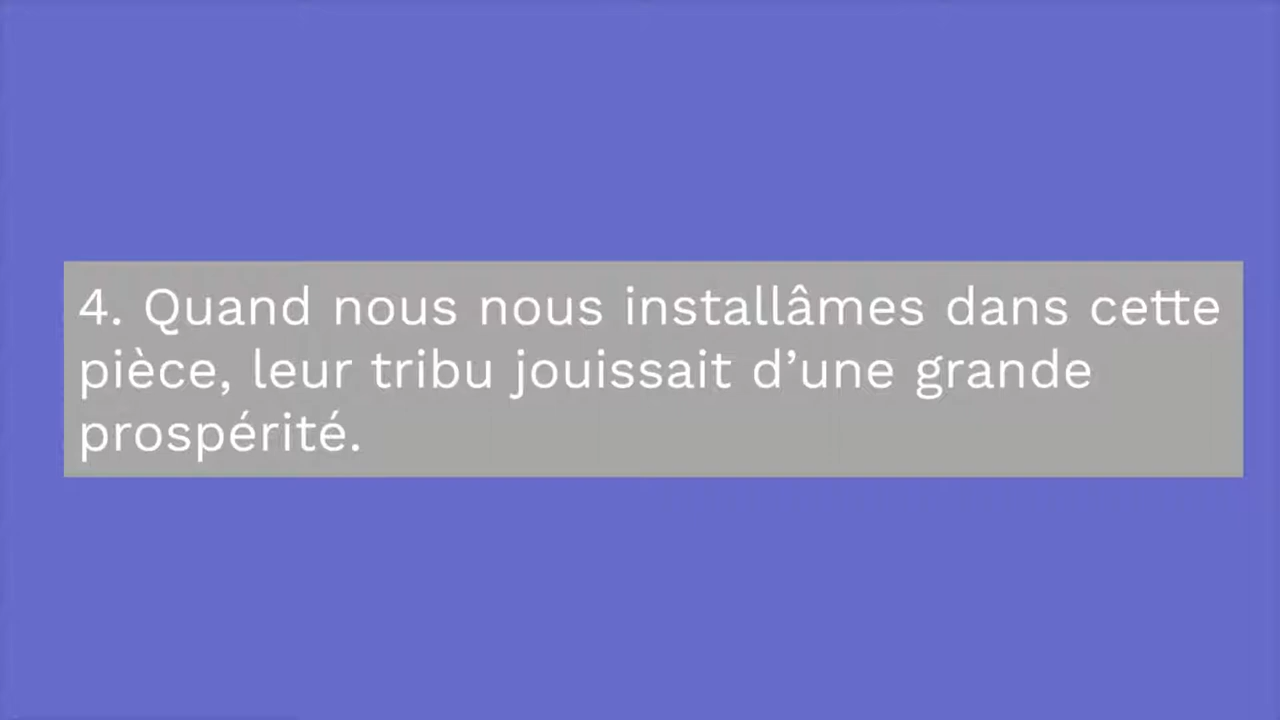 4. Quand nous nous installâmes dans cette
pièce, leur tribu jouissait d’une grande
prospérité.